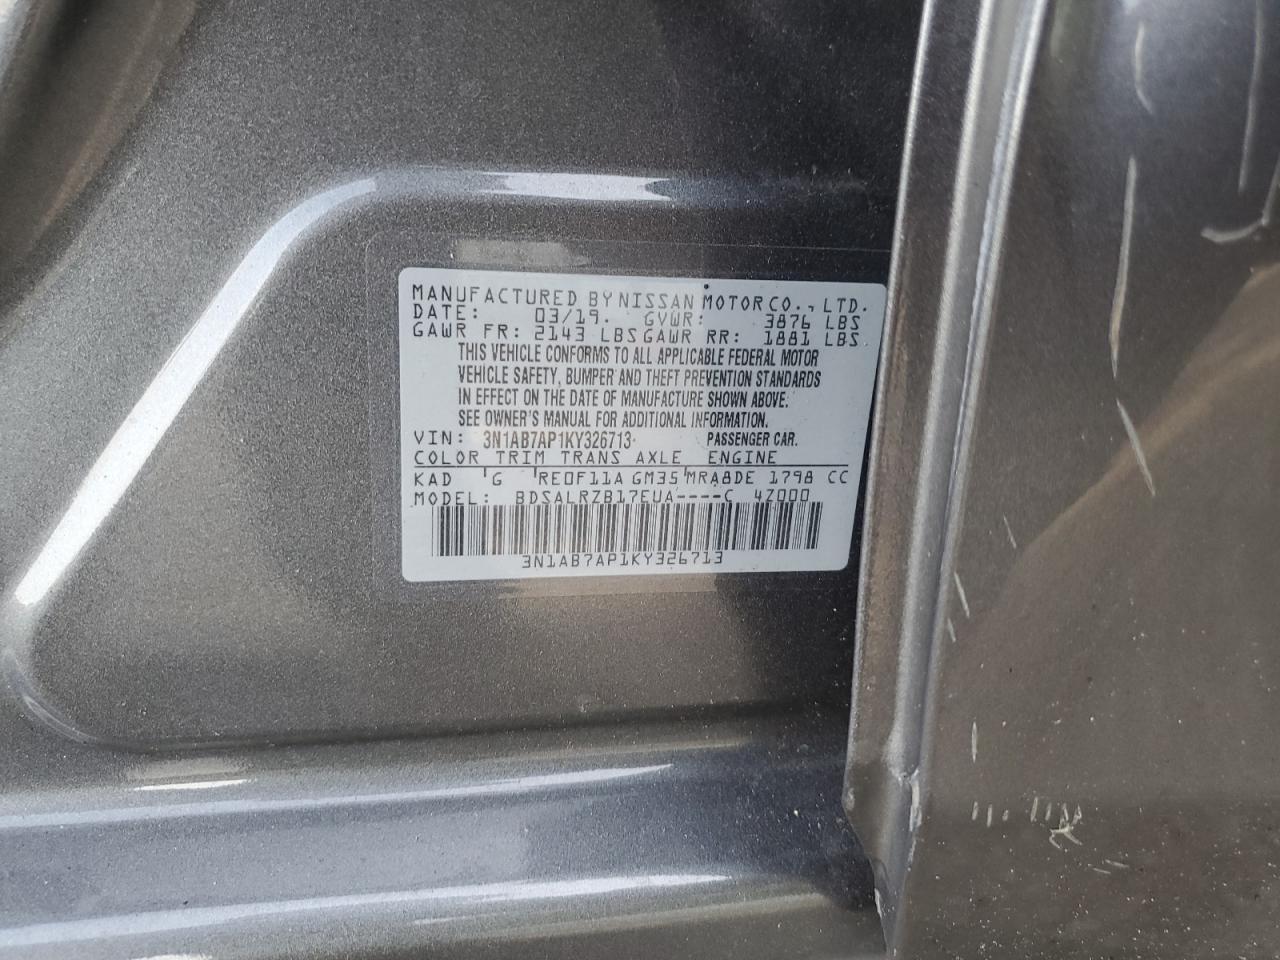 MANUFACTURED BY NISSAN MOTOR CO., LTD.
DATE: 03/19. GVWR: 3876 LBS
GAWR FR: 2143 LBS GAWR RR: 1881 LBS
THIS VEHICLE CONFORMS TO ALL APPLICABLE FEDERAL MOTOR
VEHICLE SAFETY, BUMPER AND THEFT PREVENTION STANDARDS
IN EFFECT ON THE DATE OF MANUFACTURE SHOWN ABOVE.
SEE OWNER'S MANUAL FOR ADDITIONAL INFORMATION.
VIN: 3N1AB7AP1KY326713 PASSENGER CAR.
COLOR TRIM TRANS AXLE ENGINE
KAD G RE0F11A GM35 MRA8DE 1798 CC
MODEL: BDSALRZB17EUA----C 4Z000
3N1AB7AP1KY326713